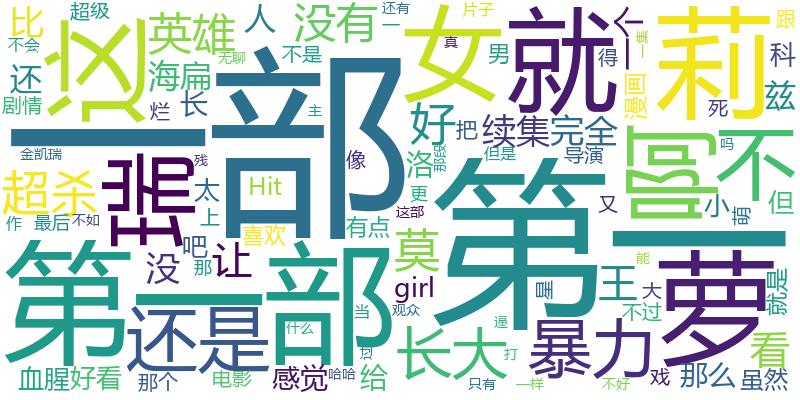 比
超级
不会
还
剧情
这
英雄
海扁
无聊
烂
长
一部
人
没有
还有
一
不是
男
女
就
片子
真
得
一个
一集
漫画
莉
跟
科
兹
死
金凯瑞
残
主
像
好
把
续集
完全
啊
不
但
超杀
作
最后
不如
辈
太
上
Hit
喜欢
有点
洛
那段
但是
导演
更
这部
第一
又
小
萌
吧
那
没
让
莫
girl
星
王
能
大
不过
萝
就是
第一部
还是
什么
当
观众
过
长大
逼
打
暴力
戏
看
血腥
好看
那个
电影
感觉
哈哈
给
只有
一样
不好
那么
虽然
吗